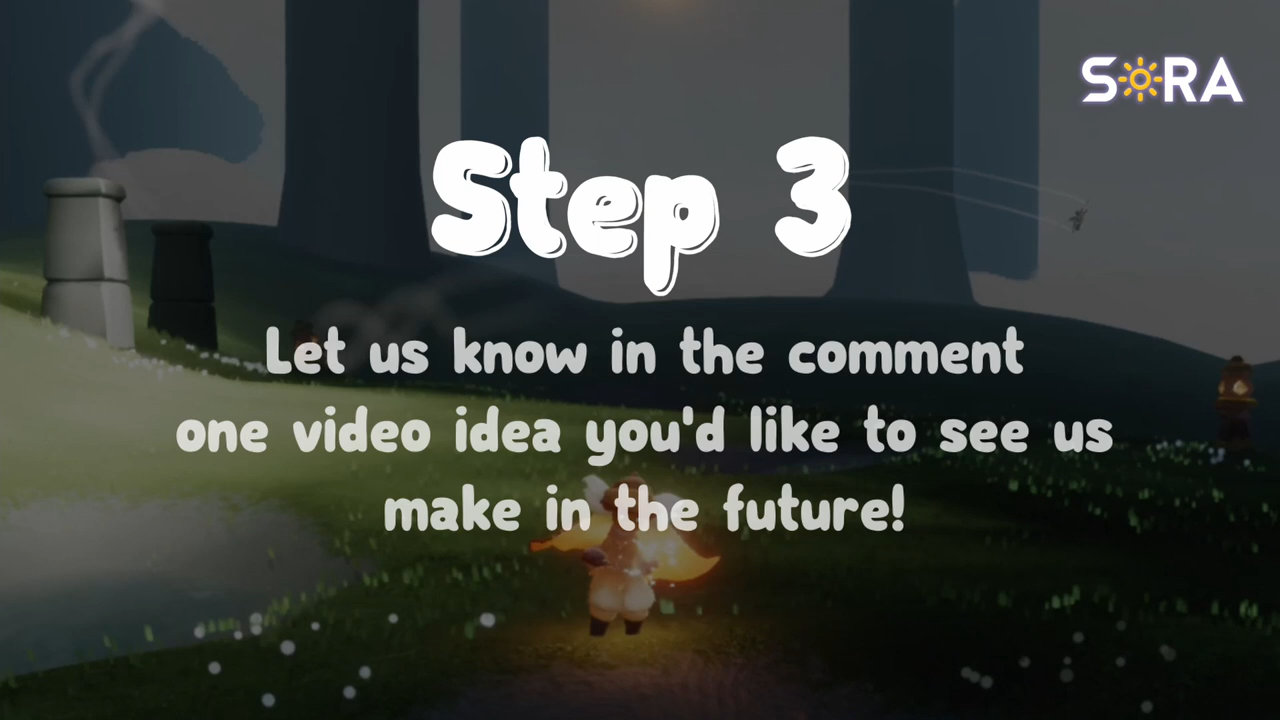 SORA
Step 3
Let us know in the comment
one video idea you'd like to see us
make in the future!